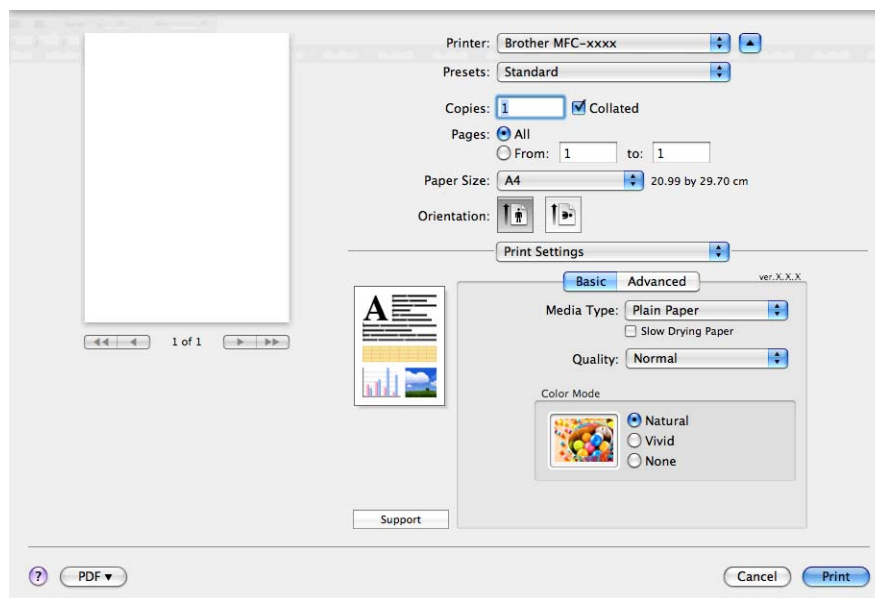 Printer: Brother MFC-xxxx
Presets: Standard
Copies: 1 Collated
Pages: All
From: 1 to: 1
Paper Size: A4 20.99 by 29.70 cm
Orientation:
Print Settings
Basic Advanced ver.X.X.X
A
Media Type: Plain Paper
Slow Drying Paper
1 of 1
Quality: Normal
Color Mode
Natural
Vivid
None
Support
? PDF▼ Cancel Print